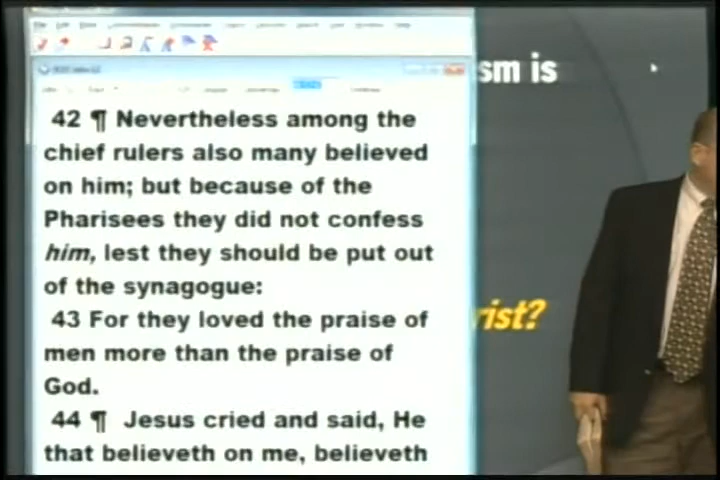 sm is
42 ¶ Nevertheless among the
chief rulers also many believed
on him; but because of the
Pharisees they did not confess
him, lest they should be put out
of the synagogue:
43 For they loved the praise of
men more than the praise of
God.
44 ¶ Jesus cried and said, He
that believeth on me, believeth
rist?